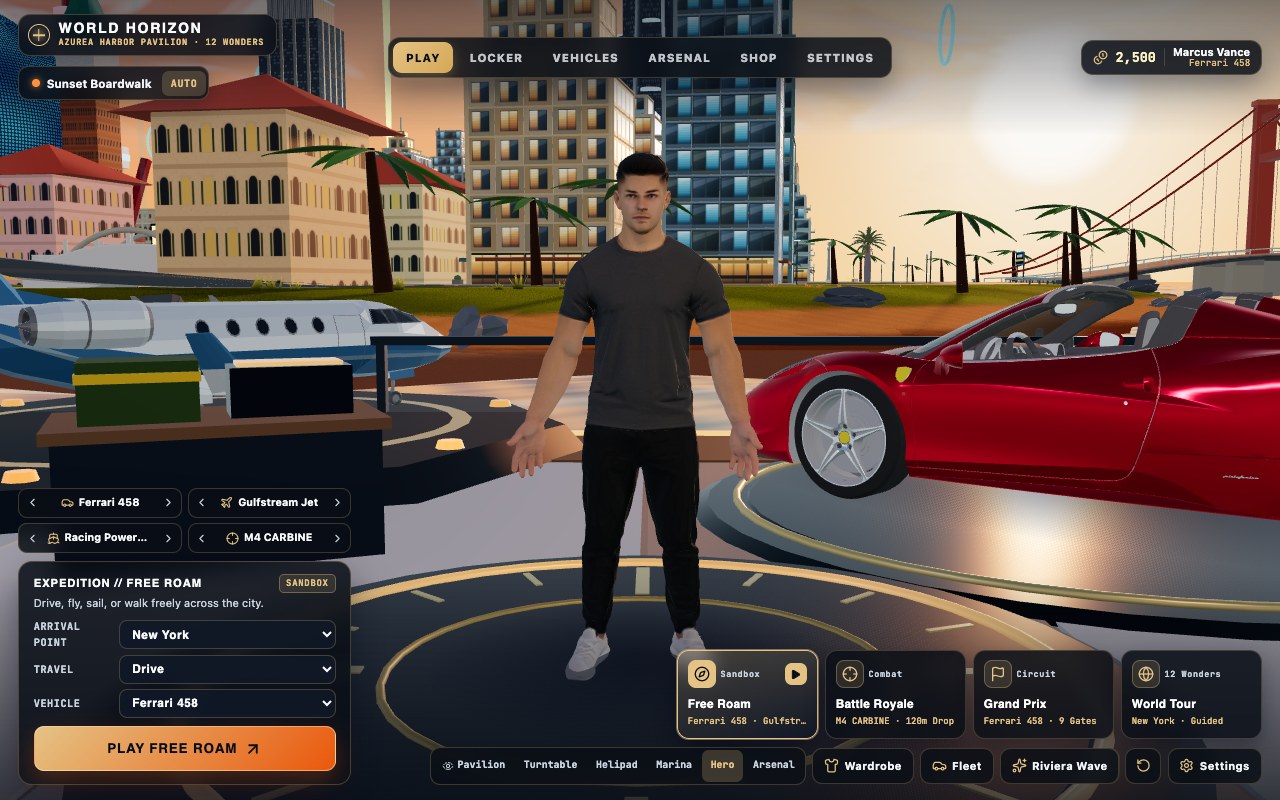 WORLD HORIZON
AZUREA HARBOR PAVILION · 12 WONDERS
Sunset Boardwalk AUTO
PLAY LOCKER VEHICLES ARSENAL SHOP SETTINGS
2,500
Marcus Vance
Ferrari 458
Ferrari 458
Gulfstream Jet
Racing Power...
M4 CARBINE
EXPEDITION // FREE ROAM SANDBOX
Drive, fly, sail, or walk freely across the city.
ARRIVAL POINT New York
TRAVEL Drive
VEHICLE Ferrari 458
PLAY FREE ROAM
Sandbox
Free Roam
Ferrari 458 · Gulfstr…
Combat
Battle Royale
M4 CARBINE · 120m Drop
Circuit
Grand Prix
Ferrari 458 · 9 Gates
12 Wonders
World Tour
New York · Guided
Pavilion Turntable Helipad Marina Hero Arsenal
Wardrobe
Fleet
Riviera Wave
Settings